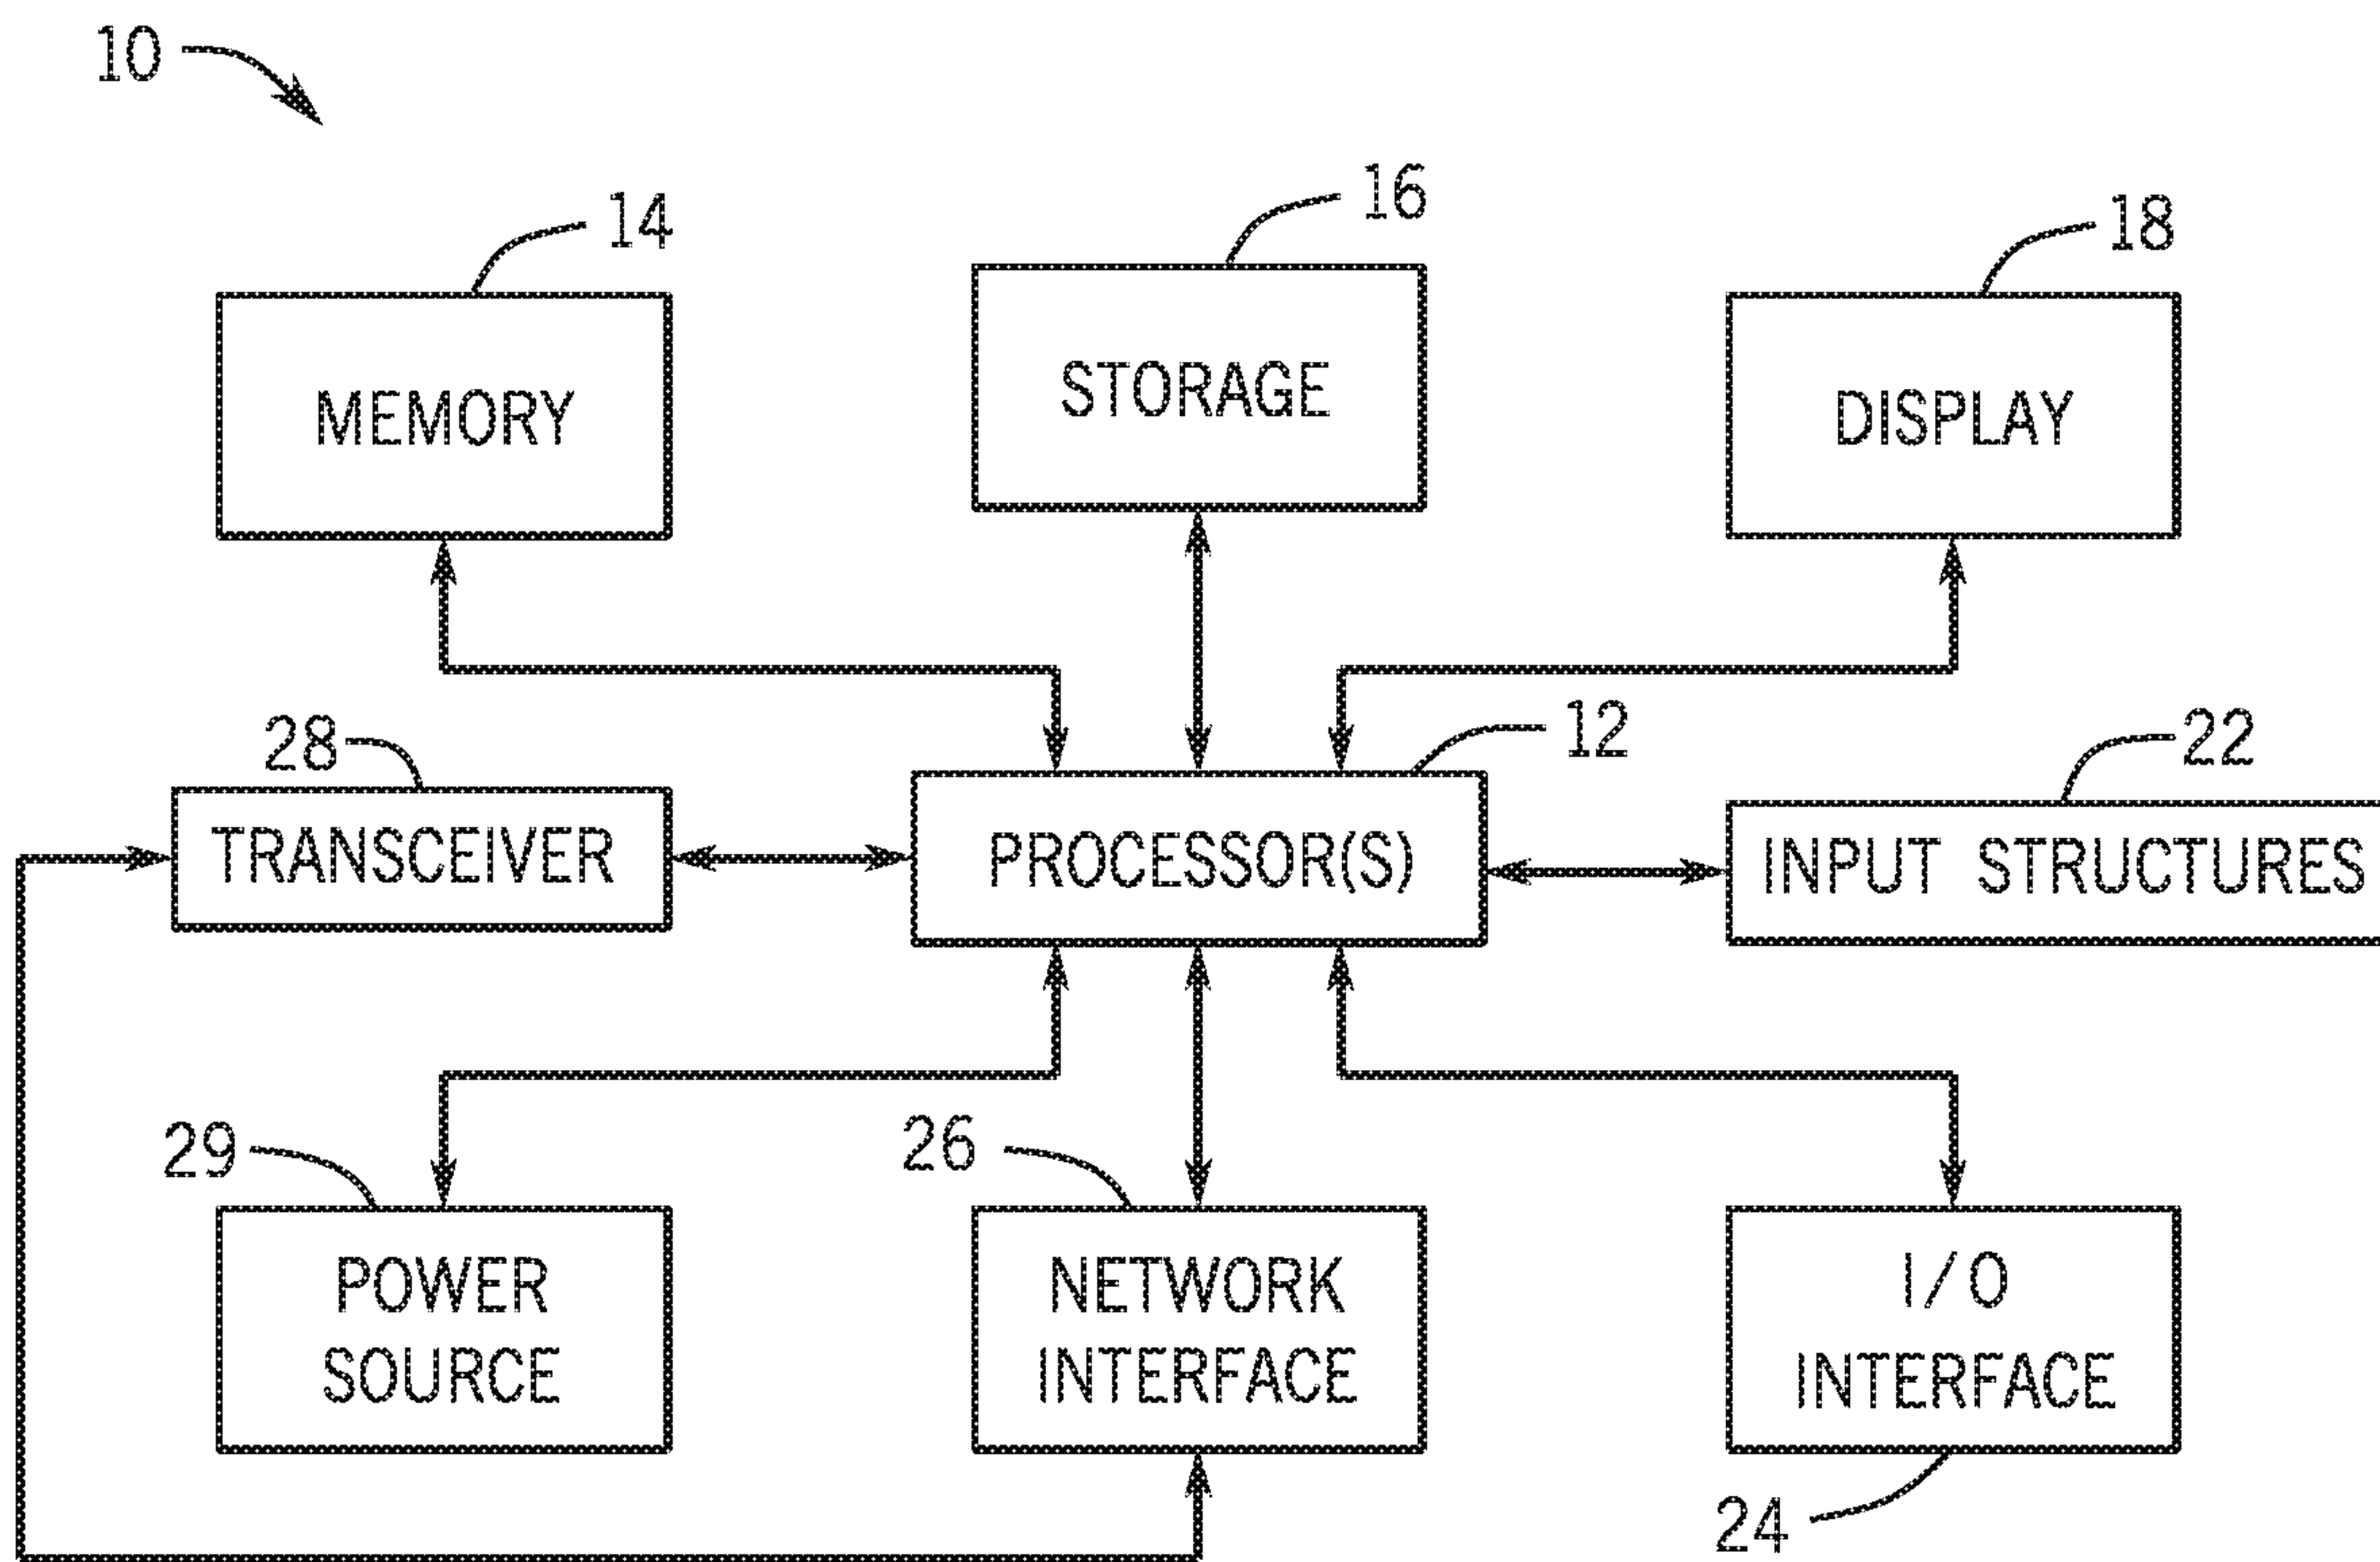 10
14
16
18
MEMORY
STORAGE
DISPLAY
28
12
22
TRANSCEIVER
PROCESSOR(S)
INPUT STRUCTURES
29
26
POWER
SOURCE
NETWORK
INTERFACE
I/O
INTERFACE
24